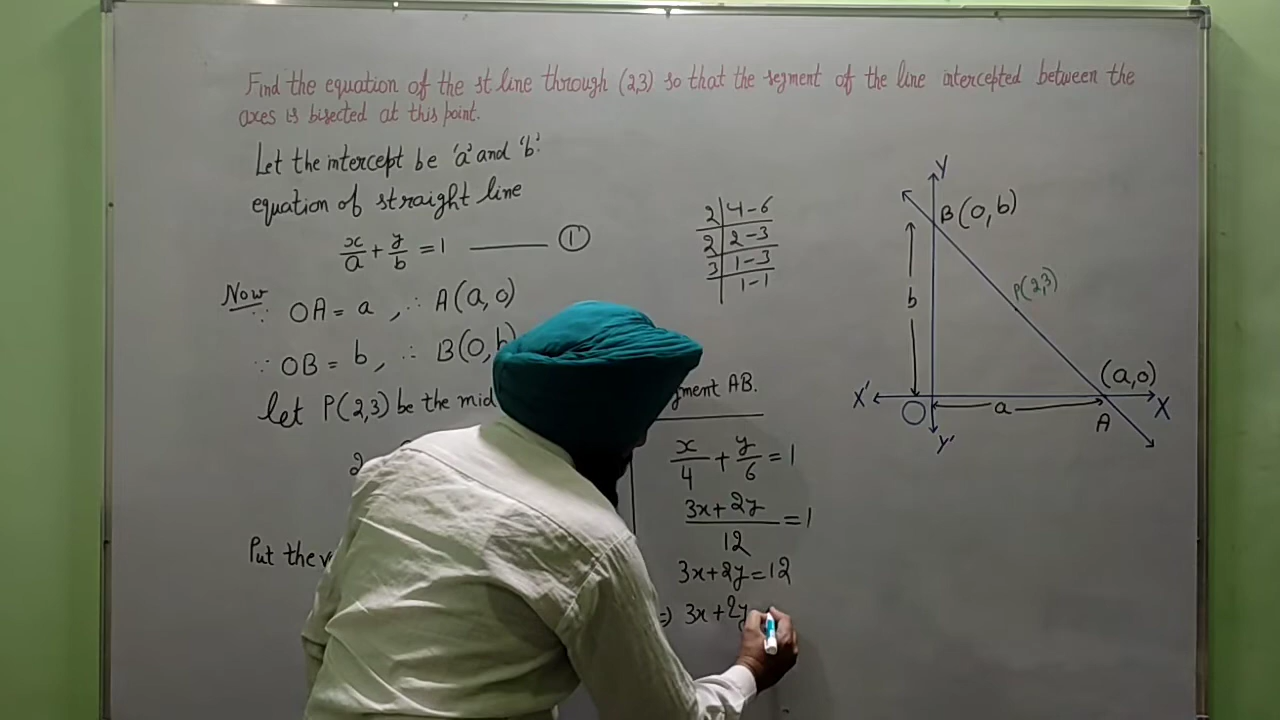 Find the equation of the st line through (2,3) so that the segment of the line intercepted between the
axes is bisected at this point.
Let the intercept be 'a' and 'b'.
equation of straight line
x/a + y/b = 1 ——— ①
Now
∵ OA = a , ∴ A(a,0)
∵ OB = b, ∴ B(0,b
let P(2,3) be the mid
gment AB.
2
Put the v
2 | 4 - 6
2 | 2 - 3
3 | 1 - 3
1 - 1
x/4 + y/6 = 1
3x+2y/12 = 1
3x+2y=12
⇒ 3x+2y
Y
B(0,b)
P(2,3)
b
(a,0)
X'
O
a
A
X
Y'